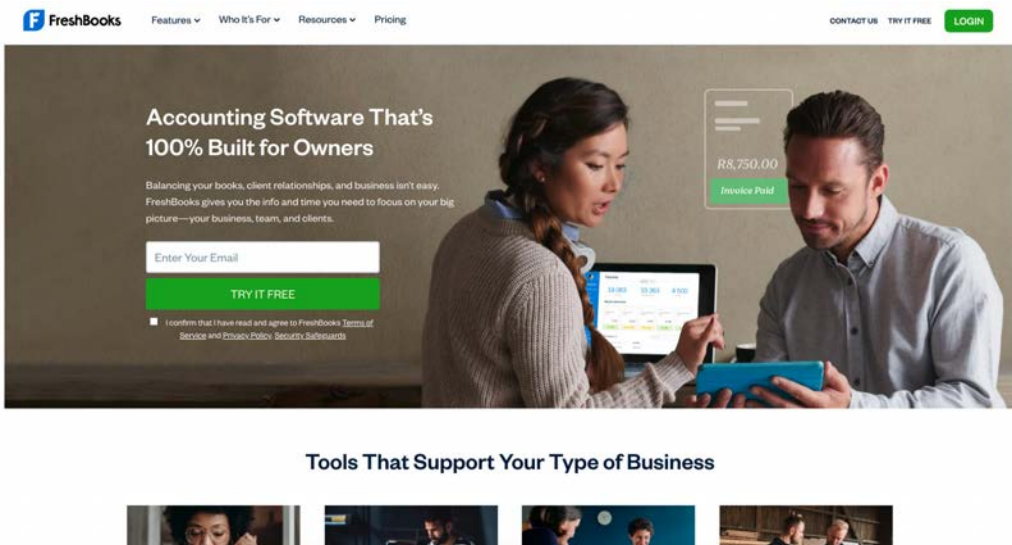 FreshBooks
Features
Who It's For
Resources
Pricing
CONTACT US
TRY IT FREE
LOGIN
Accounting Software That's
100% Built for Owners
Balancing your books, client relationships, and business isn't easy.
FreshBooks gives you the info and time you need to focus on your big
picture—your business, team, and clients.
Enter Your Email
TRY IT FREE
I confirm that I have read and agree to FreshBooks Terms of
Service and Privacy Policy. Security Safeguards
R8,750.00
Invoice Paid
Tools That Support Your Type of Business